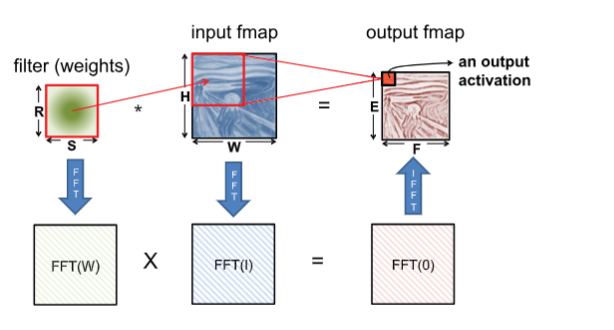 input fmap
output fmap
filter (weights)
an output
activation
R
S
*
H
W
=
E
F
FFT
FFT
IFFT
FFT(W)
X
FFT(I)
=
FFT(0)